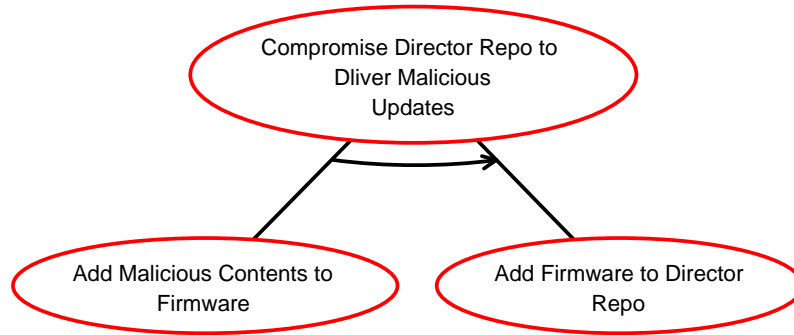 Compromise Director Repo to
Dliver Malicious
Updates
Add Malicious Contents to
Firmware
Add Firmware to Director
Repo